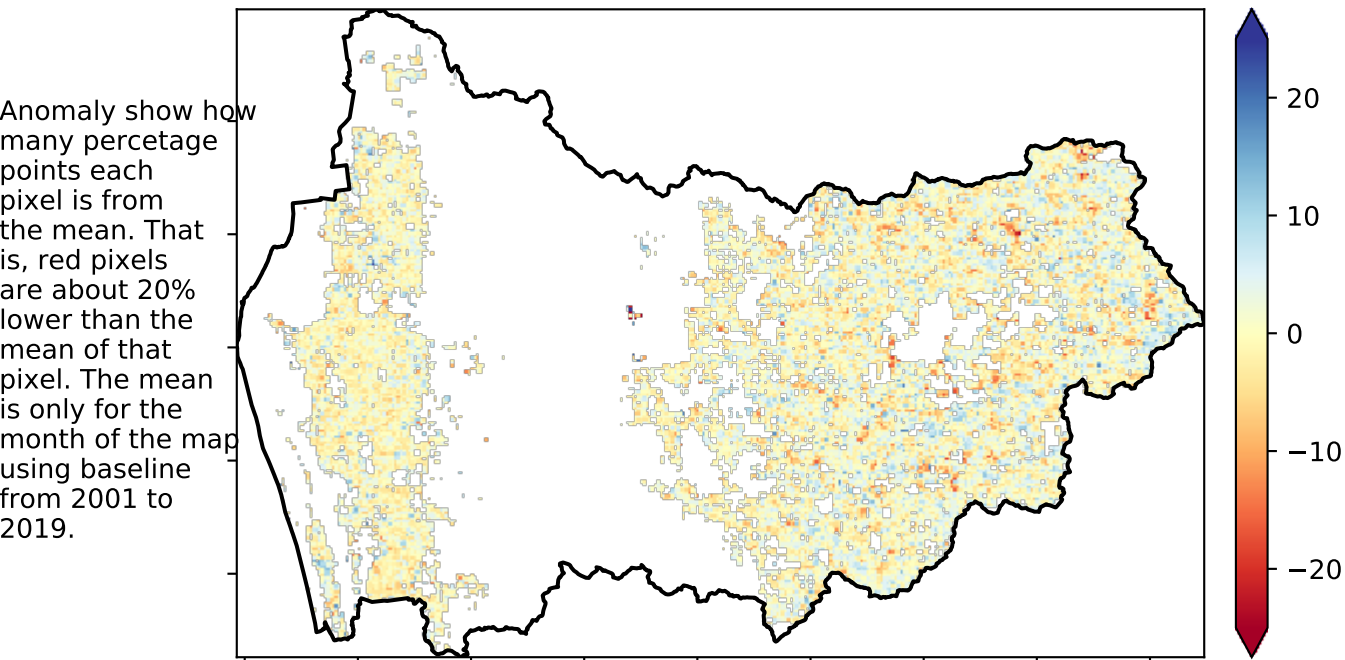 Anomaly show how
many percetage
points each
pixel is from
the mean. That
is, red pixels
are about 20%
lower than the
mean of that
pixel. The mean
is only for the
month of the map
using baseline
from 2001 to
2019.
20
10
0
−10
−20